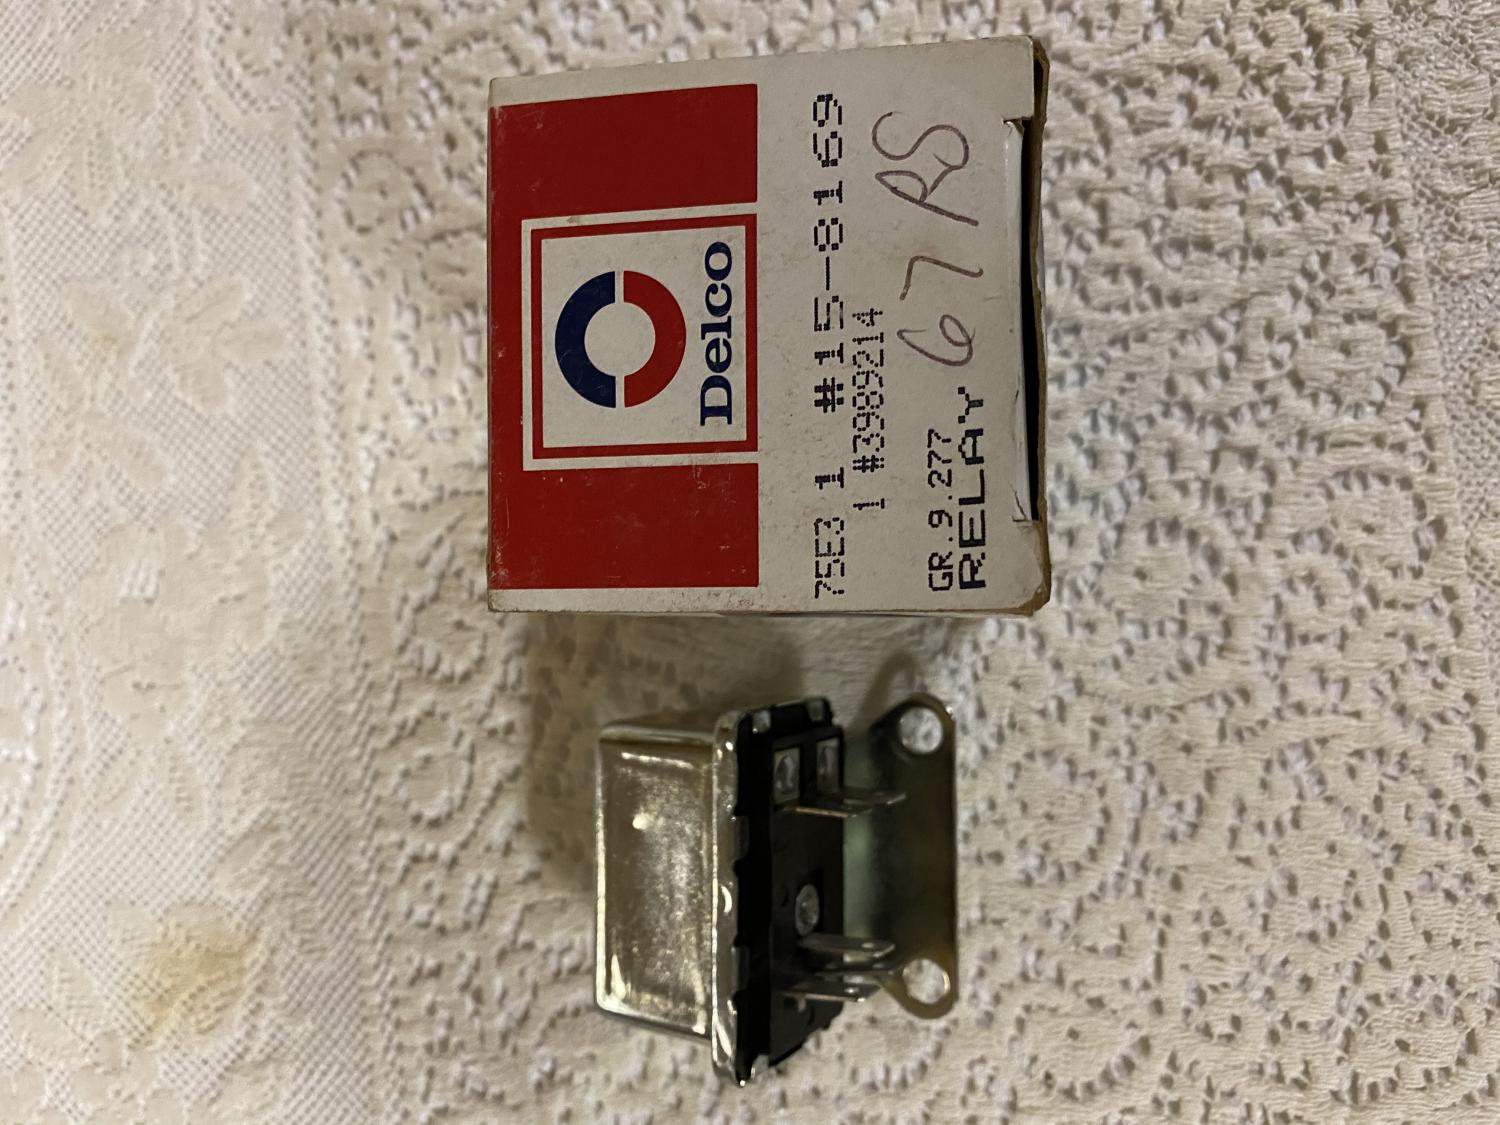 Delco
75E3 1 #15-8169
1 #3989214
67 RS
GR.9.277
RELAY